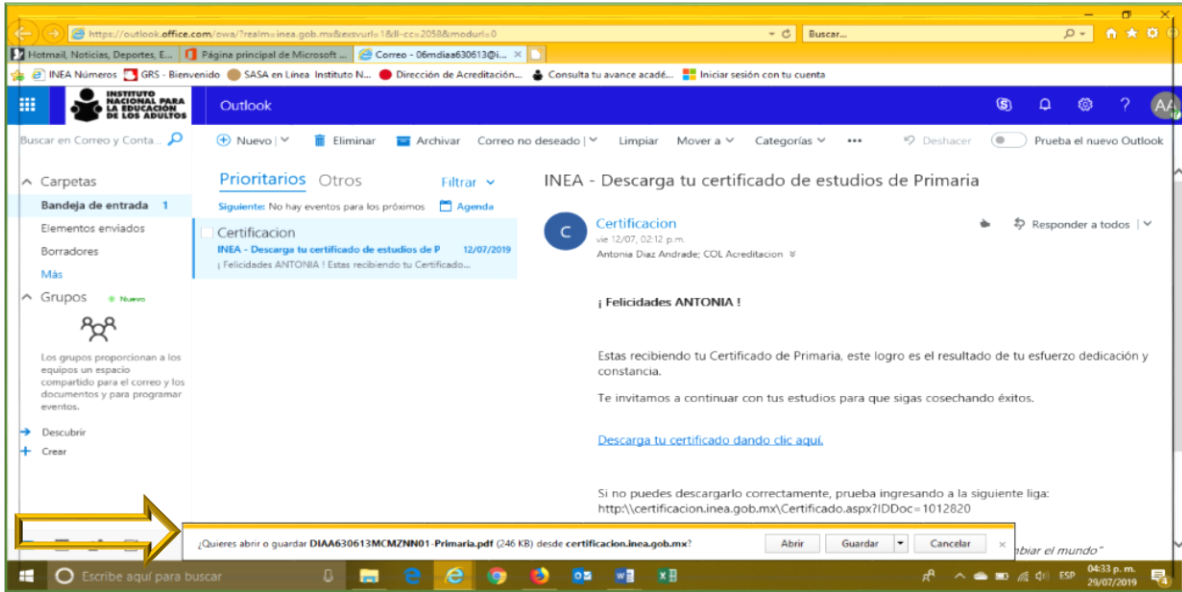 https://outlook.office.com/owa/?realm=inea.gob.mx&exsvurl=1&ll-cc=2058&modurl=0
Buscar...
Hotmail, Noticias, Deportes, E...
Página principal de Microsoft ...
Correo - 06mdiaa630613@i...
INEA Números
GRS - Bienvenido
SASA en Línea Instituto N...
Dirección de Acreditación...
Consulta tu avance acadé...
Iniciar sesión con tu cuenta
INSTITUTO
NACIONAL PARA
LA EDUCACIÓN
DE LOS ADULTOS
Outlook
?
AA
Buscar en Correo y Conta...
Nuevo
Eliminar
Archivar
Correo no deseado
Limpiar
Mover a
Categorías
...
Deshacer
Prueba el nuevo Outlook
Carpetas
Bandeja de entrada 1
Elementos enviados
Borradores
Más
Grupos
Nuevo
Los grupos proporcionan a los
equipos un espacio
compartido para el correo y los
documentos y para programar
eventos.
Descubrir
Crear
Prioritarios
Otros
Filtrar
Siguiente: No hay eventos para los próximos
Agenda
Certificacion
INEA - Descarga tu certificado de estudios de P 12/07/2019
¡ Felicidades ANTONIA ! Estas recibiendo tu Certificado...
INEA - Descarga tu certificado de estudios de Primaria
C
Certificacion
vie 12/07, 02:12 p.m.
Antonia Diaz Andrade; COL Acreditacion
Responder a todos
¡ Felicidades ANTONIA !
Estas recibiendo tu Certificado de Primaria, este logro es el resultado de tu esfuerzo dedicación y
constancia.
Te invitamos a continuar con tus estudios para que sigas cosechando éxitos.
Descarga tu certificado dando clic aquí.
Si no puedes descargarlo correctamente, prueba ingresando a la siguiente liga:
http:\\certificacion.inea.gob.mx\Certificado.aspx?IDDoc=1012820
¿Quieres abrir o guardar DIAA630613MCMZNN01-Primaria.pdf (246 KB) desde certificacion.inea.gob.mx?
Abrir
Guardar
Cancelar
mbiar el mundo"
Escribe aquí para buscar
ESP
04:33 p. m.
29/07/2019